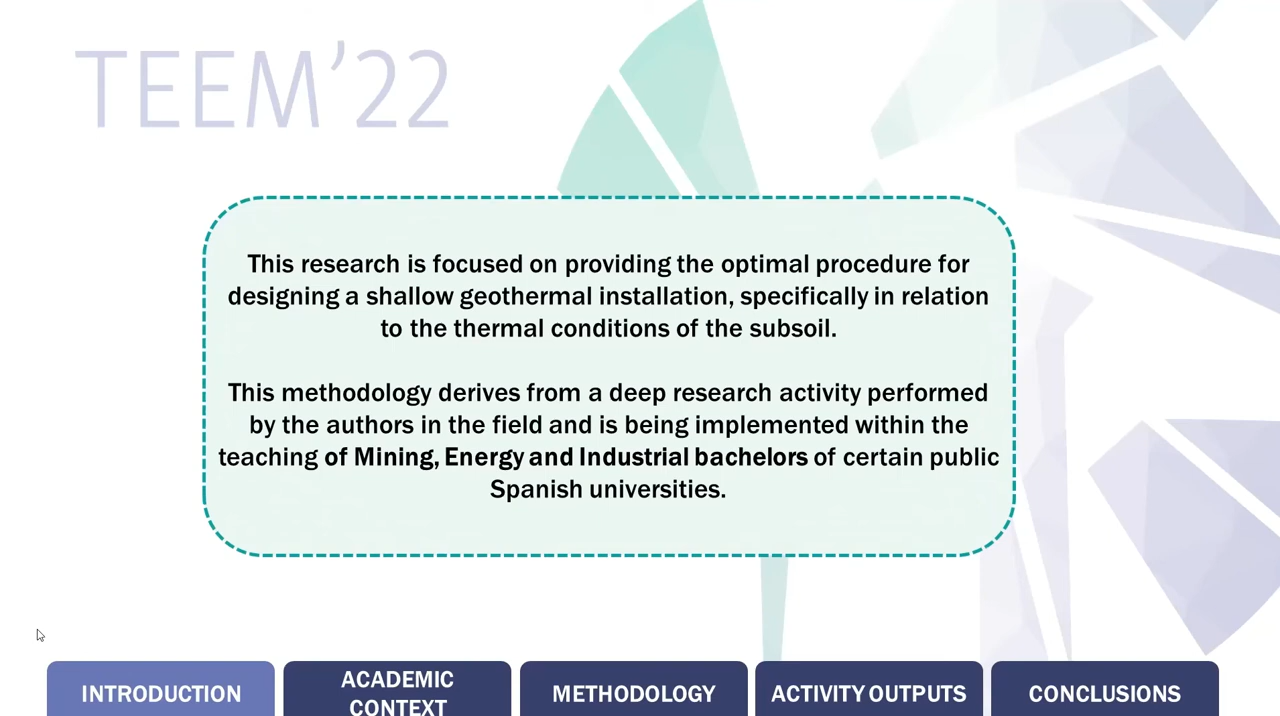 TEEM'22
This research is focused on providing the optimal procedure for
designing a shallow geothermal installation, specifically in relation
to the thermal conditions of the subsoil.
This methodology derives from a deep research activity performed
by the authors in the field and is being implemented within the
teaching of Mining, Energy and Industrial bachelors of certain public
Spanish universities.
INTRODUCTION
ACADEMIC
CONTEXT
METHODOLOGY
ACTIVITY OUTPUTS
CONCLUSIONS